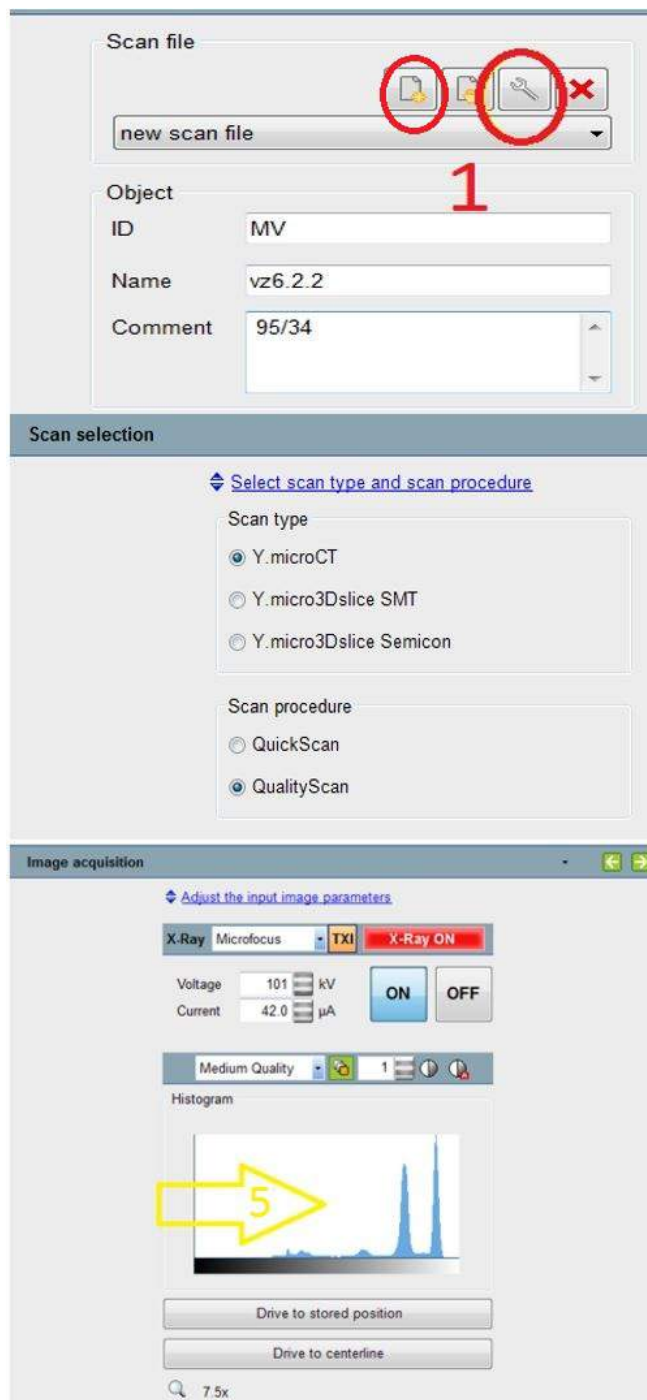 Scan file
new scan file
1
Object
ID MV
Name vz6.2.2
Comment 95/34
Scan selection
Select scan type and scan procedure
Scan type
Y.microCT
Y.micro3Dslice SMT
Y.micro3Dslice Semicon
Scan procedure
QuickScan
QualityScan
Image acquisition
Adjust the input image parameters
X-Ray Microfocus TXI X-Ray ON
Voltage 101 kV ON OFF
Current 42.0 µA
Medium Quality 1
Histogram
5
Drive to stored position
Drive to centerline
7.5x